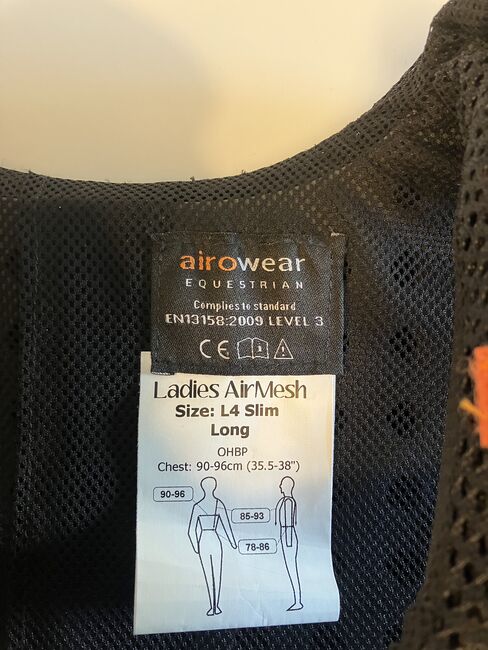 airowear
EQUESTRIAN
Complies to standard
EN13158:2009 LEVEL 3
CE
Ladies AirMesh
Size: L4 Slim
Long
OHBP
Chest: 90-96cm (35.5-38")
90-96
85-93
78-86